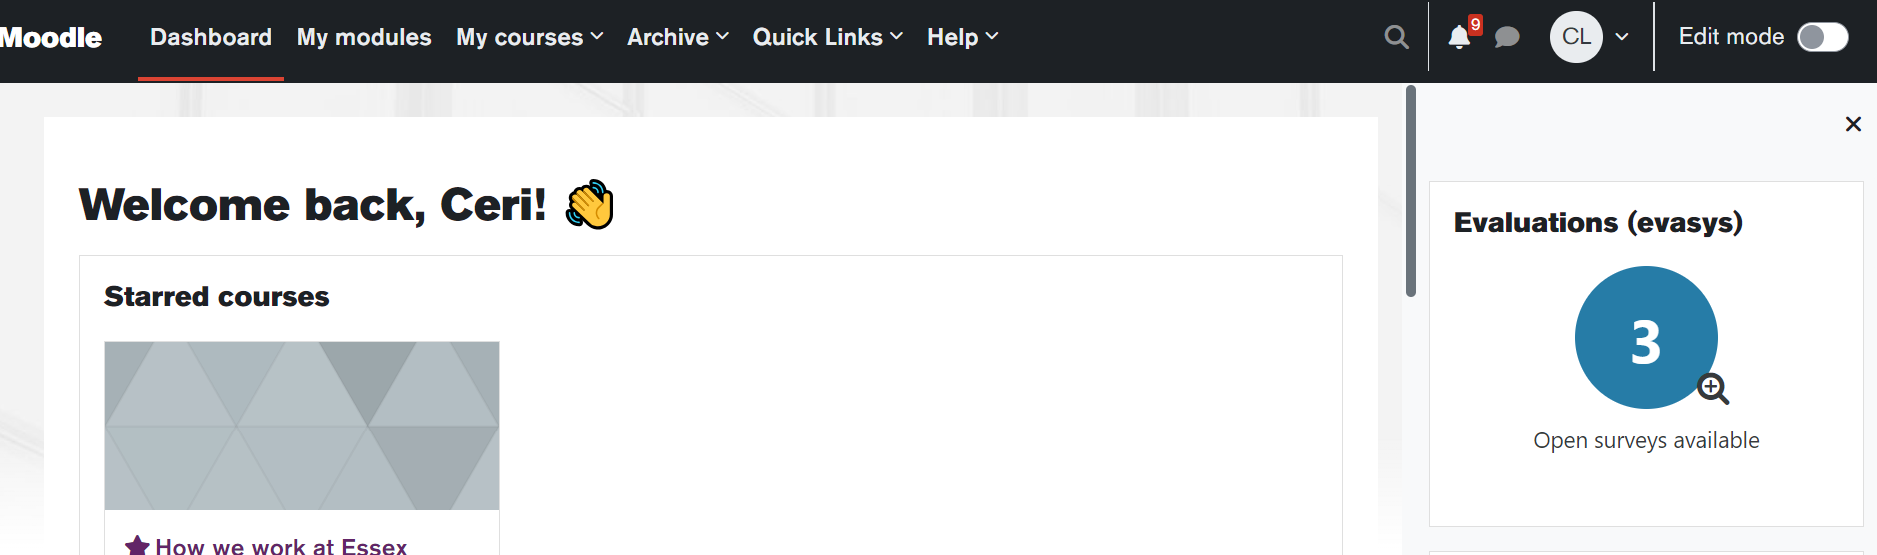 Moodle
Dashboard
My modules
My courses
Archive
Quick Links
Help
9
CL
Edit mode
Welcome back, Ceri!
Starred courses
How we work at Essex
Evaluations (evasys)
3
Open surveys available